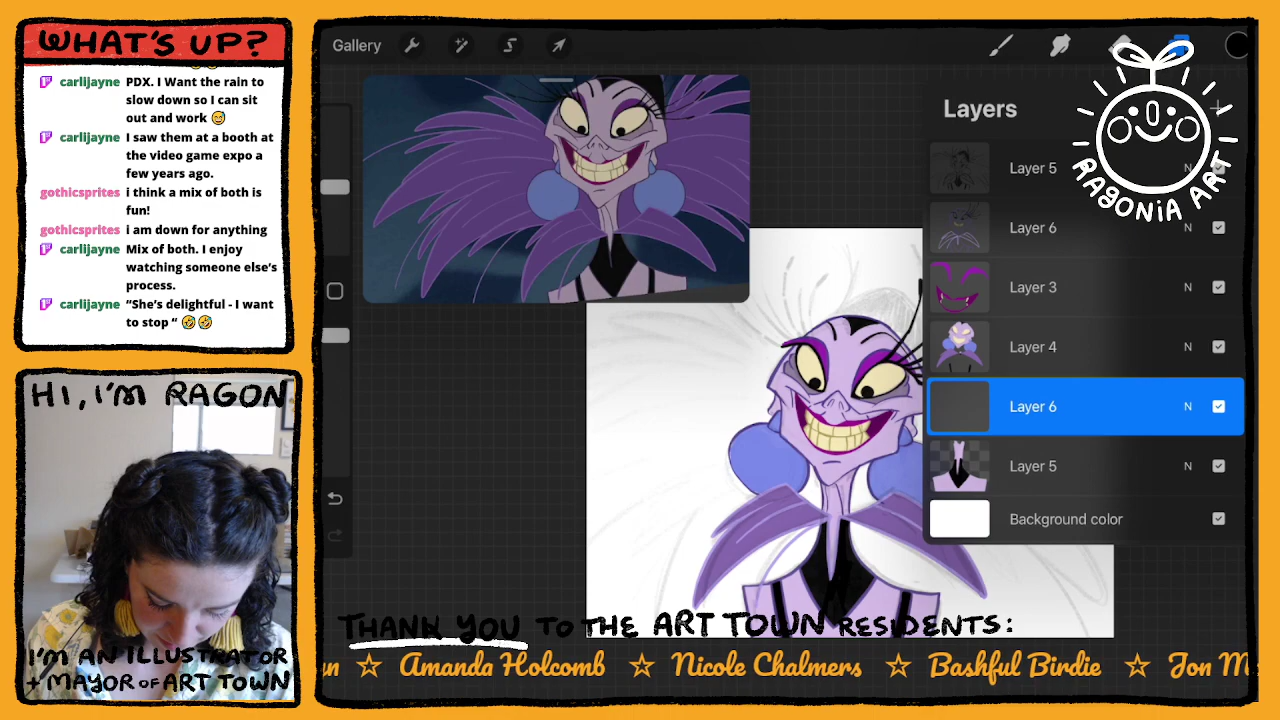 WHAT'S UP?
carlijayne PDX. I Want the rain to
slow down so I can sit
out and work 😅
carlijayne I saw them at a booth at
the video game expo a
few years ago.
gothicsprites i think a mix of both is
fun!
gothicsprites i am down for anything
carlijayne Mix of both. I enjoy
watching someone else's
process.
carlijayne "She's delightful - I want
to stop " 🤣🤣
HI, I'M RAGON
I'M AN ILLUSTRATOR
+ MAYOR OF ART TOWN
Gallery
Layers
Layer 5 N
Layer 6 N
Layer 3 N
Layer 4 N
Layer 6 N
Layer 5 N
Background color
RAGONIA ART
THANK YOU TO THE ART TOWN RESIDENTS:
☆ Amanda Holcomb ☆ Nicole Chalmers ☆ Bashful Birdie ☆ Jon